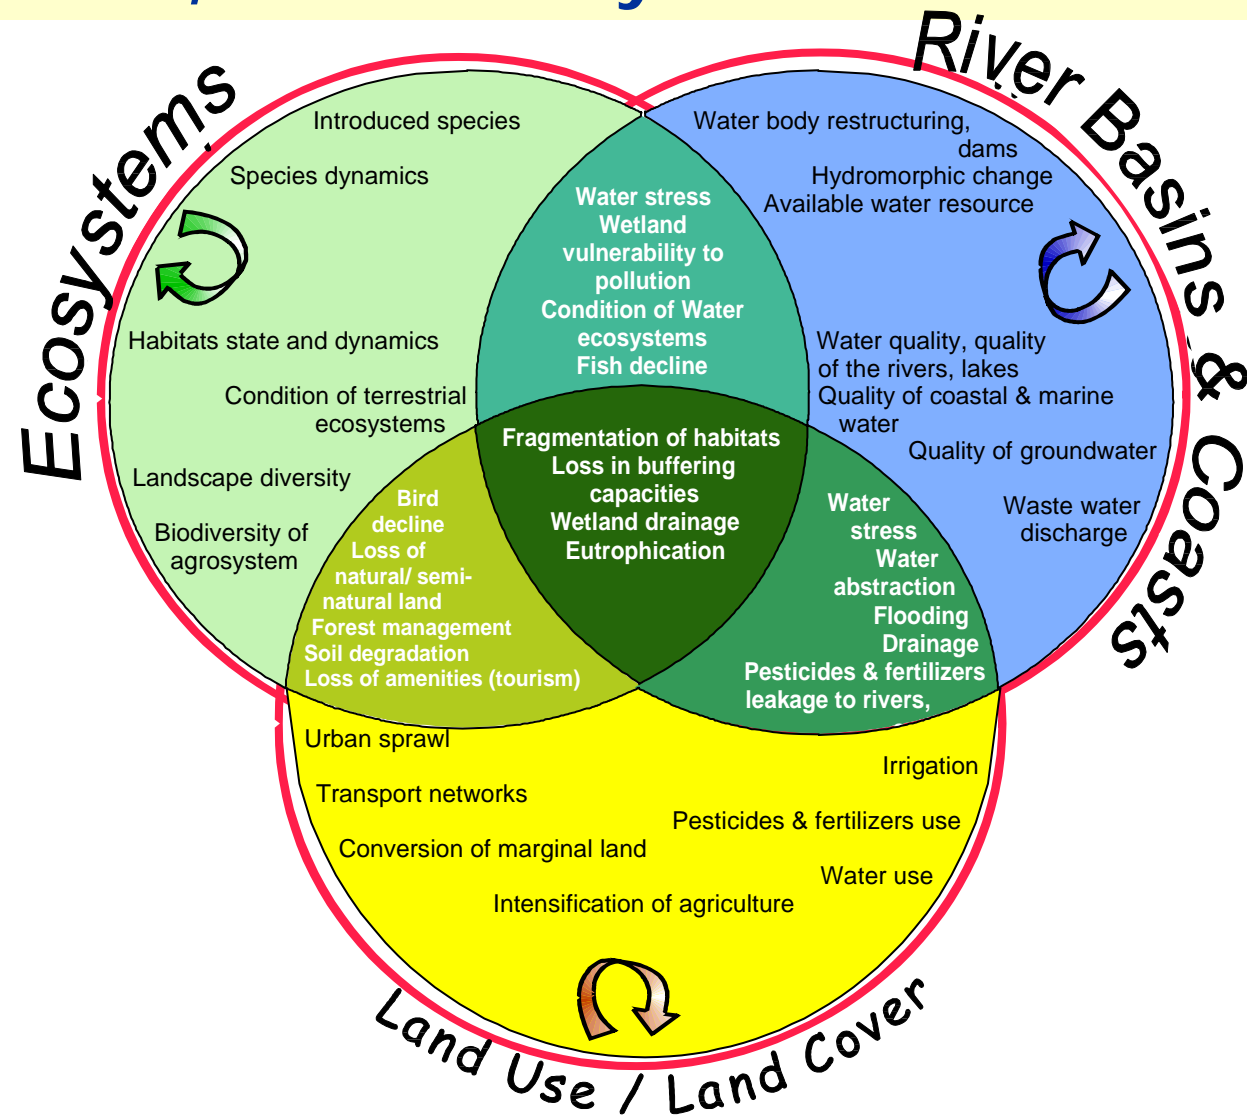 Ecosystems
River Basins & Coasts
Introduced species
Species dynamics
Habitats state and dynamics
Condition of terrestrial
ecosystems
Landscape diversity
Biodiversity of
agrosystem
Water stress
Wetland
vulnerability to
pollution
Condition of Water
ecosystems
Fish decline
Water body restructuring,
dams
Hydromorphic change
Available water resource
Water quality, quality
of the rivers, lakes
Quality of coastal & marine
water
Quality of groundwater
Waste water
discharge
Fragmentation of habitats
Loss in buffering
capacities
Wetland drainage
Eutrophication
Bird
decline
Loss of
natural/ semi-
natural land
Forest management
Soil degradation
Loss of amenities (tourism)
Water
stress
Water
abstraction
Flooding
Drainage
Pesticides & fertilizers
leakage to rivers,
Urban sprawl
Irrigation
Transport networks
Pesticides & fertilizers use
Conversion of marginal land
Water use
Intensification of agriculture
Land Use / Land Cover